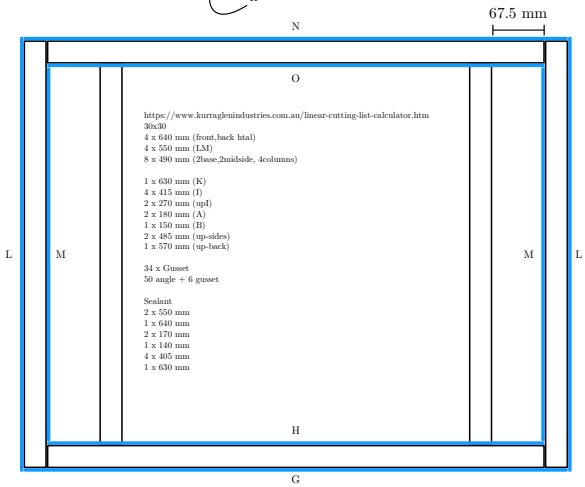 67.5 mm
N
O
https://www.kurraglenindustries.com.au/linear-cutting-list-calculator.htm
30x30
4 x 640 mm (front,back htal)
4 x 550 mm (LM)
8 x 490 mm (2base,2midside, 4columns)
1 x 630 mm (K)
4 x 415 mm (I)
2 x 270 mm (upI)
2 x 180 mm (A)
1 x 150 mm (B)
2 x 485 mm (up-sides)
1 x 570 mm (up-back)
L
M
M
L
34 x Gusset
50 angle + 6 gusset
Sealant
2 x 550 mm
1 x 640 mm
2 x 170 mm
1 x 140 mm
4 x 405 mm
1 x 630 mm
H
G